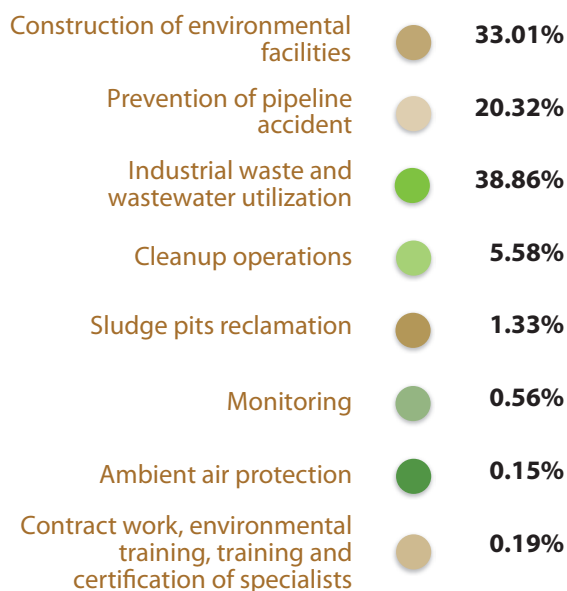 Construction of environmental
facilities
33.01%
Prevention of pipeline
accident
20.32%
Industrial waste and
wastewater utilization
38.86%
Cleanup operations
5.58%
Sludge pits reclamation
1.33%
Monitoring
0.56%
Ambient air protection
0.15%
Contract work, environmental
training, training and
certification of specialists
0.19%